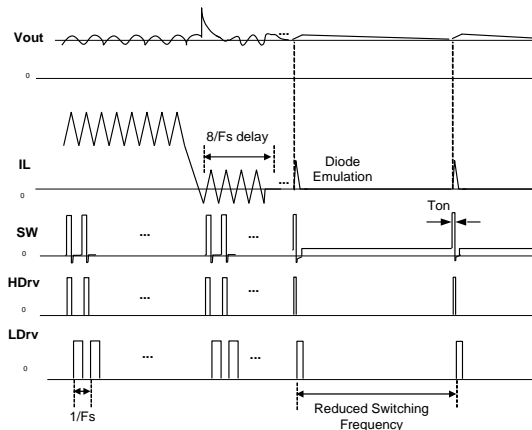 Vout
...
0
8/Fs delay
IL
...
Diode
Emulation
0
Ton
SW
...
...
0
HDrv
...
...
0
LDrv
...
...
0
1/Fs
Reduced Switching
Frequency